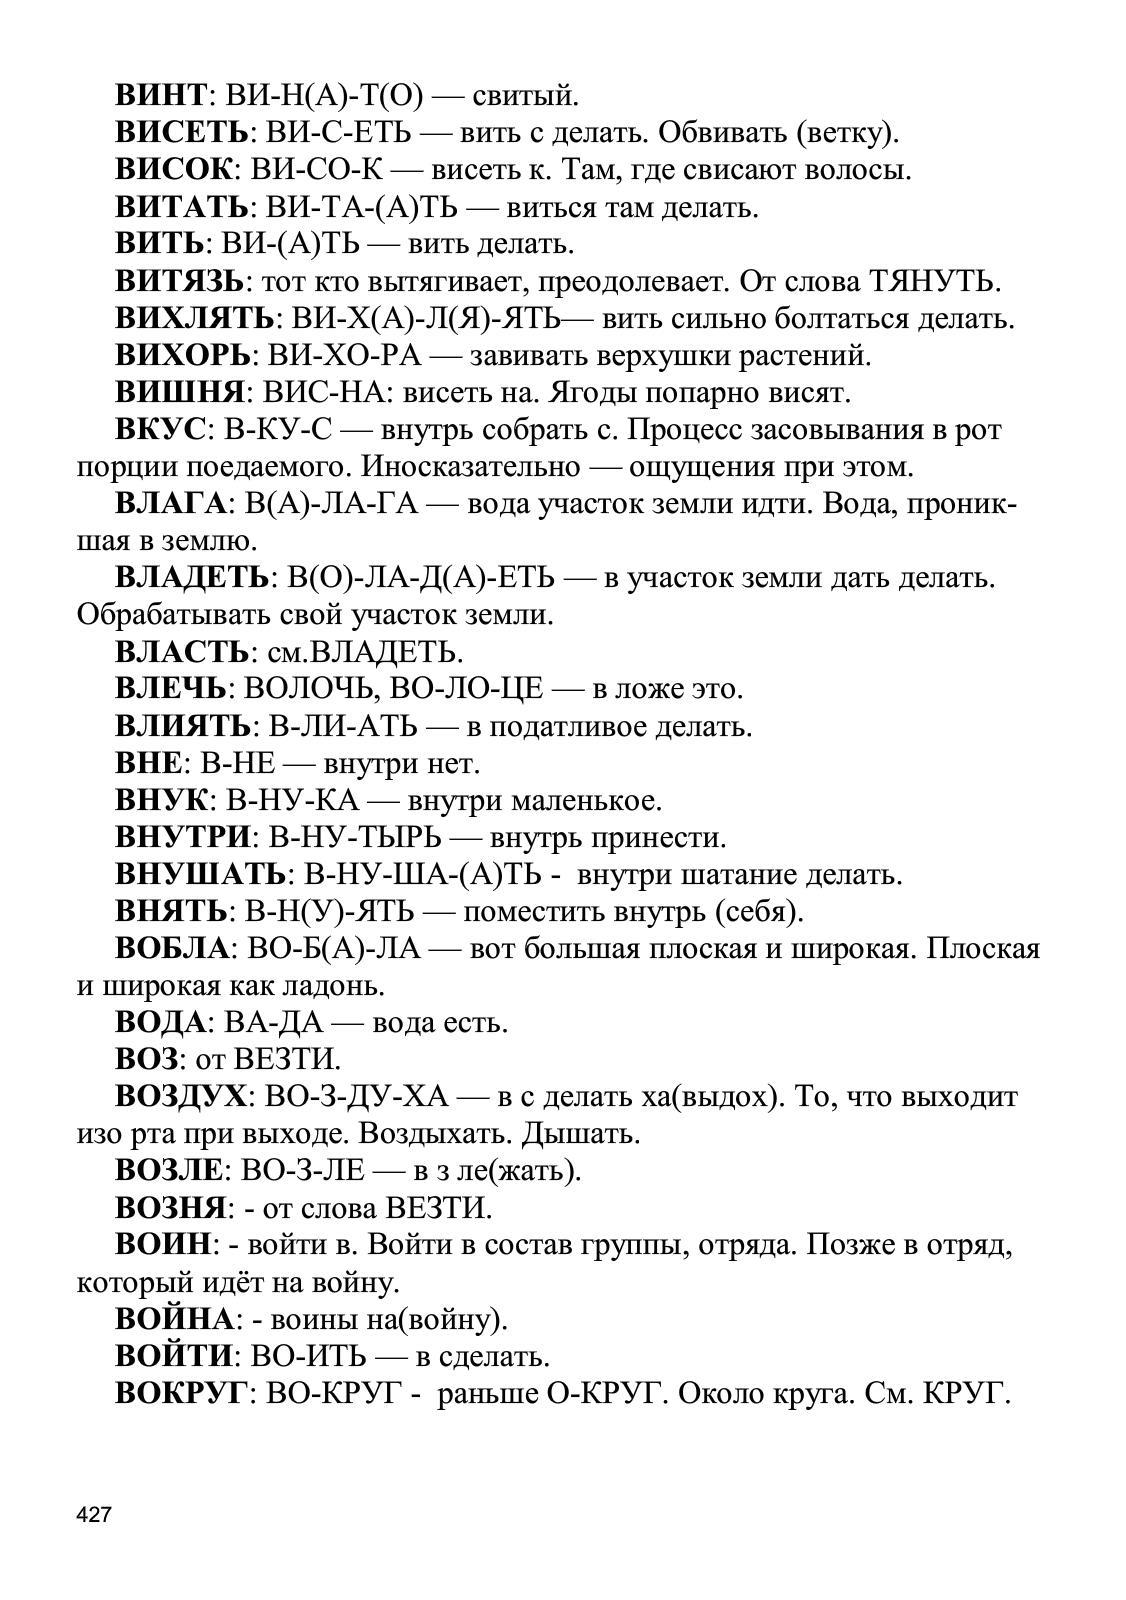 ВИНТ: ВИ-Н(А)-Т(О) — свитый.
ВИСЕТЬ: ВИ-С-ЕТЬ — вить с делать. Обвивать (ветку).
ВИСОК: ВИ-СО-К — висеть к. Там, где свисают волосы.
ВИТАТЬ: ВИ-ТА-(А)ТЬ — виться там делать.
ВИТЬ: ВИ-(А)ТЬ — вить делать.
ВИТЯЗЬ: тот кто вытягивает, преодолевает. От слова ТЯНУТЬ.
ВИХЛЯТЬ: ВИ-Х(А)-Л(Я)-ЯТЬ— вить сильно болтаться делать.
ВИХОРЬ: ВИ-ХО-РА — завивать верхушки растений.
ВИШНЯ: ВИС-НА: висеть на. Ягоды попарно висят.
ВКУС: В-КУ-С — внутрь собрать с. Процесс засовывания в рот
порции поедаемого. Иносказательно — ощущения при этом.
ВЛАГА: В(А)-ЛА-ГА — вода участок земли идти. Вода, проник-
шая в землю.
ВЛАДЕТЬ: В(О)-ЛА-Д(А)-ЕТЬ — в участок земли дать делать.
Обрабатывать свой участок земли.
ВЛАСТЬ: см.ВЛАДЕТЬ.
ВЛЕЧЬ: ВОЛОЧЬ, ВО-ЛО-ЦЕ — в ложе это.
ВЛИЯТЬ: В-ЛИ-АТЬ — в податливое делать.
ВНЕ: В-НЕ — внутри нет.
ВНУК: В-НУ-КА — внутри маленькое.
ВНУТРИ: В-НУ-ТЫРЬ — внутрь принести.
ВНУШАТЬ: В-НУ-ША-(А)ТЬ - внутри шатание делать.
ВНЯТЬ: В-Н(У)-ЯТЬ — поместить внутрь (себя).
ВОБЛА: ВО-Б(А)-ЛА — вот большая плоская и широкая. Плоская
и широкая как ладонь.
ВОДА: ВА-ДА — вода есть.
ВОЗ: от ВЕЗТИ.
ВОЗДУХ: ВО-З-ДУ-ХА — в с делать ха(выдох). То, что выходит
изо рта при выходе. Воздыхать. Дышать.
ВОЗЛЕ: ВО-З-ЛЕ — в з ле(жать).
ВОЗНЯ: - от слова ВЕЗТИ.
ВОИН: - войти в. Войти в состав группы, отряда. Позже в отряд,
который идёт на войну.
ВОЙНА: - воины на(войну).
ВОЙТИ: ВО-ИТЬ — в сделать.
ВОКРУГ: ВО-КРУГ - раньше О-КРУГ. Около круга. См. КРУГ.
427